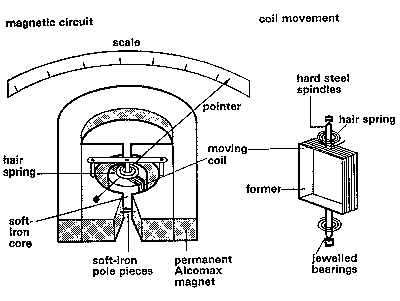 magnetic circuit
coil movement
scale
hard steel
spindles
pointer
hair spring
moving
coil
hair
spring
former
soft-
iron
core
soft-iron
pole pieces
permanent
Alcomax
magnet
jewelled
bearings